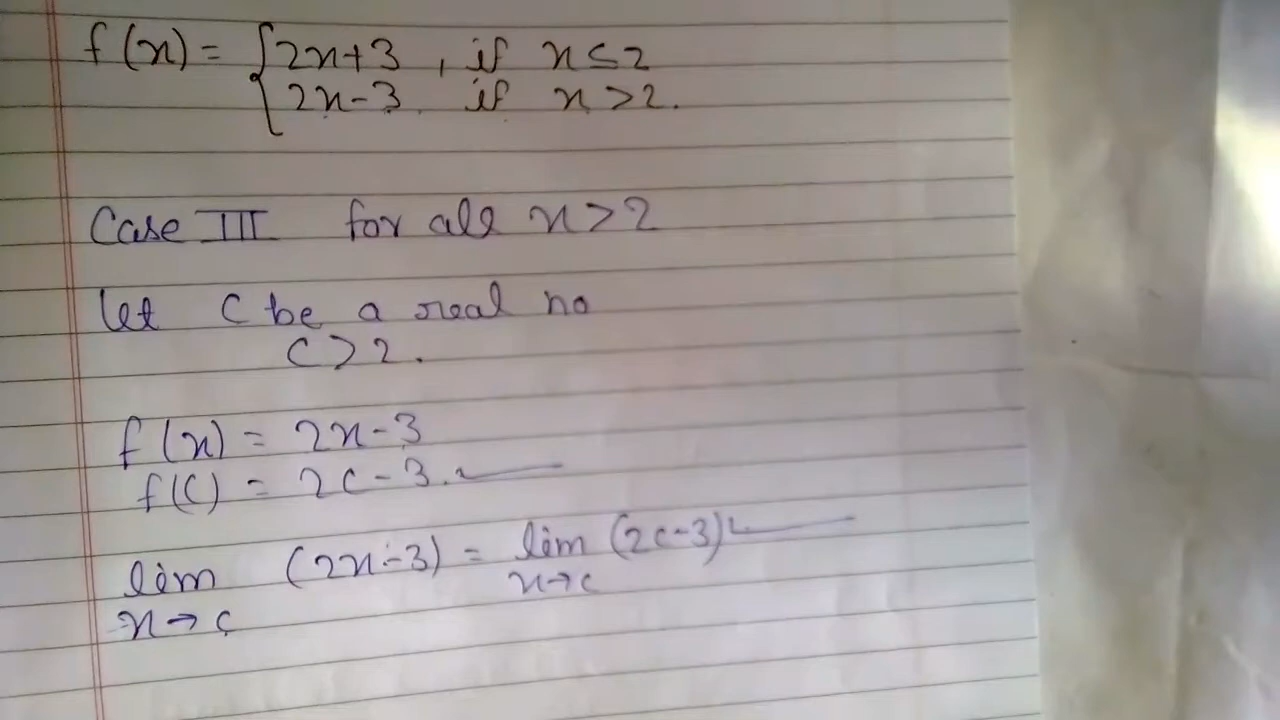 f(x) = { 2x+3 , if x ≤ 2
2x-3 if x > 2.
Case III for all x > 2
Let C be a real no
C > 2.
f(x) = 2x-3
f(C) = 2C-3.
lim (2x-3) = lim (2c-3)
x→c x→c